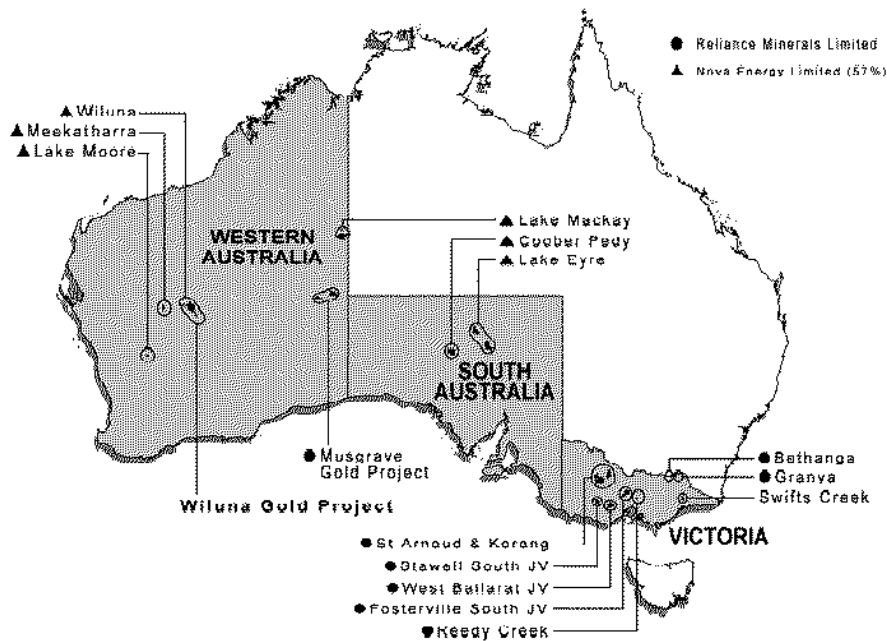 Reliance Minerals Limited
Nova Energy Limited (57%)
Wiluna
Meekatharra
Lake Moore
WESTERN
AUSTRALIA
Lake Mackay
Coober Pedy
Lake Eyre
SOUTH
AUSTRALIA
Musgrave
Gold Project
Wiluna Gold Project
Bethanga
Granya
Swifts Creek
VICTORIA
St Arnaud & Korong
Stawell South JV
West Ballarat JV
Fosterville South JV
Reedy Creek